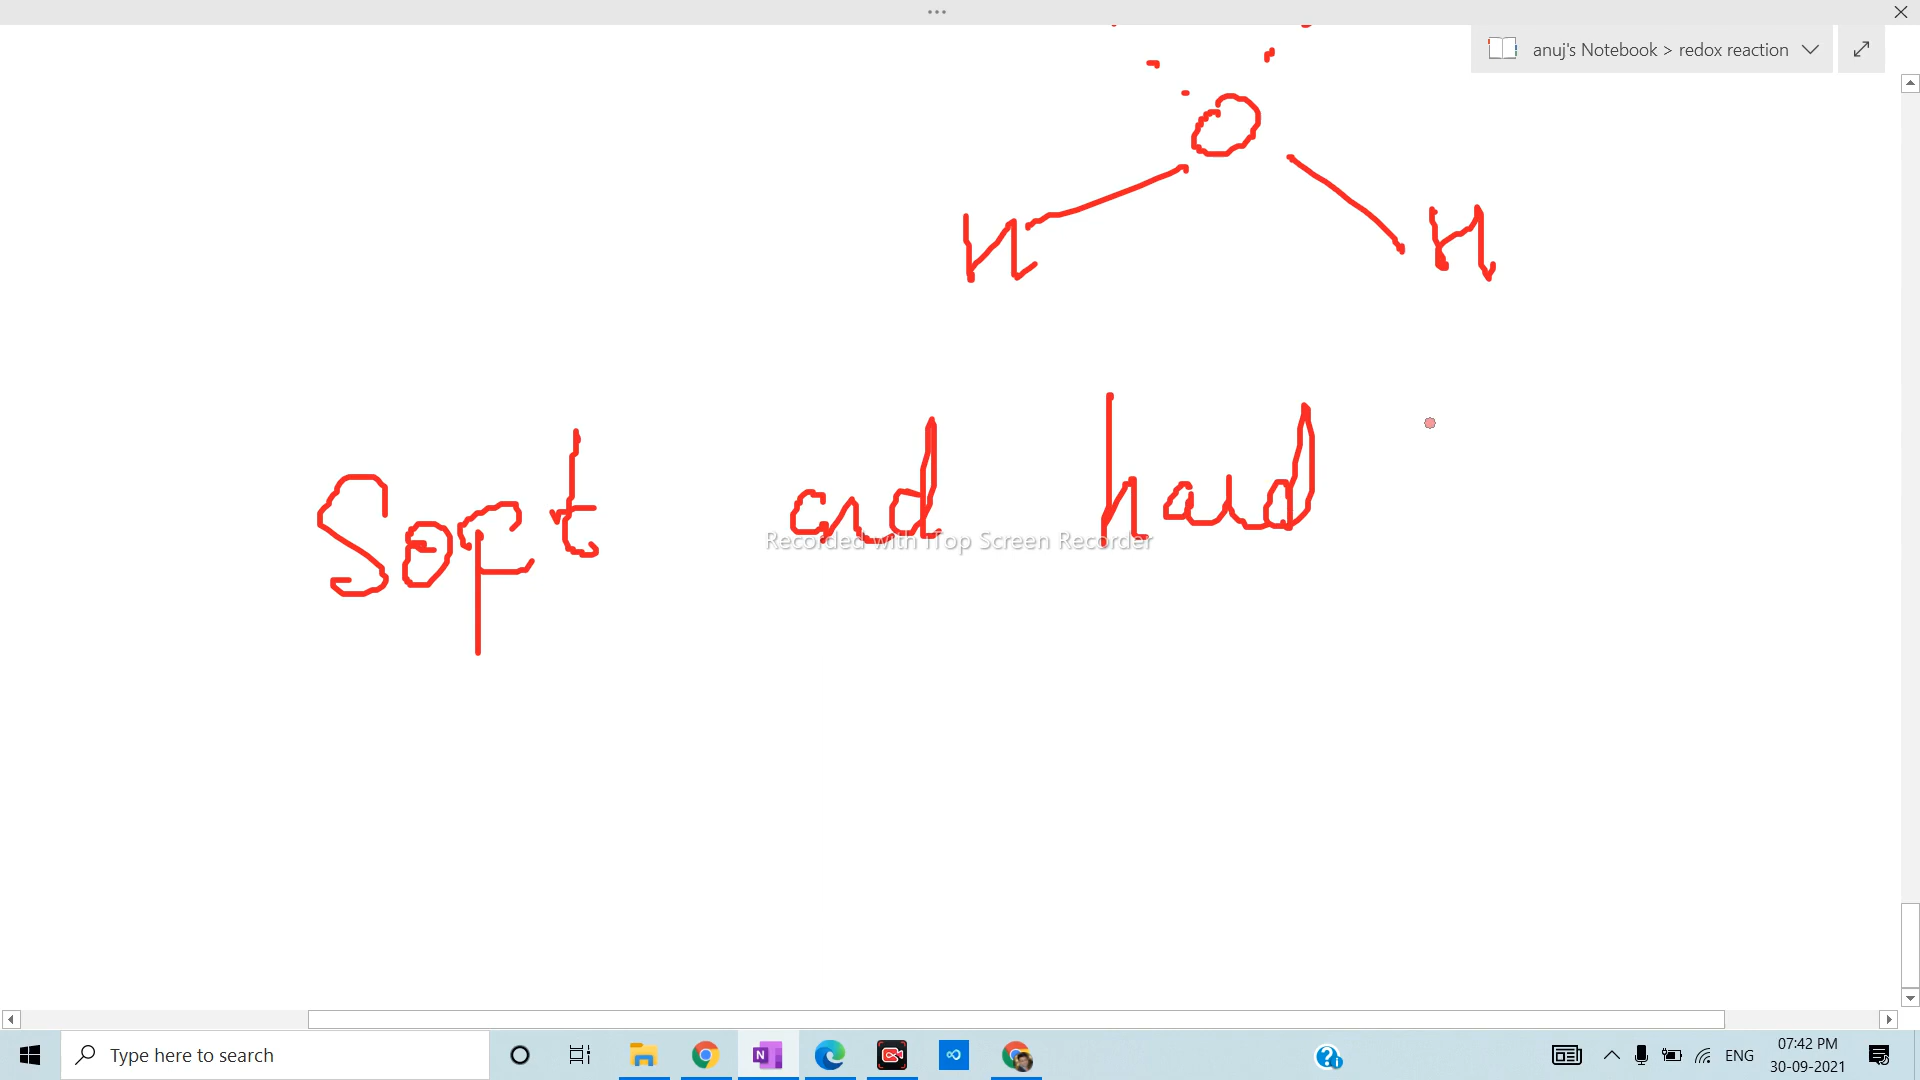 anuj's Notebook > redox reaction
O
H H
Soft and hard
Recorded with iTop Screen Recorder
Type here to search
ENG
07:42 PM
30-09-2021